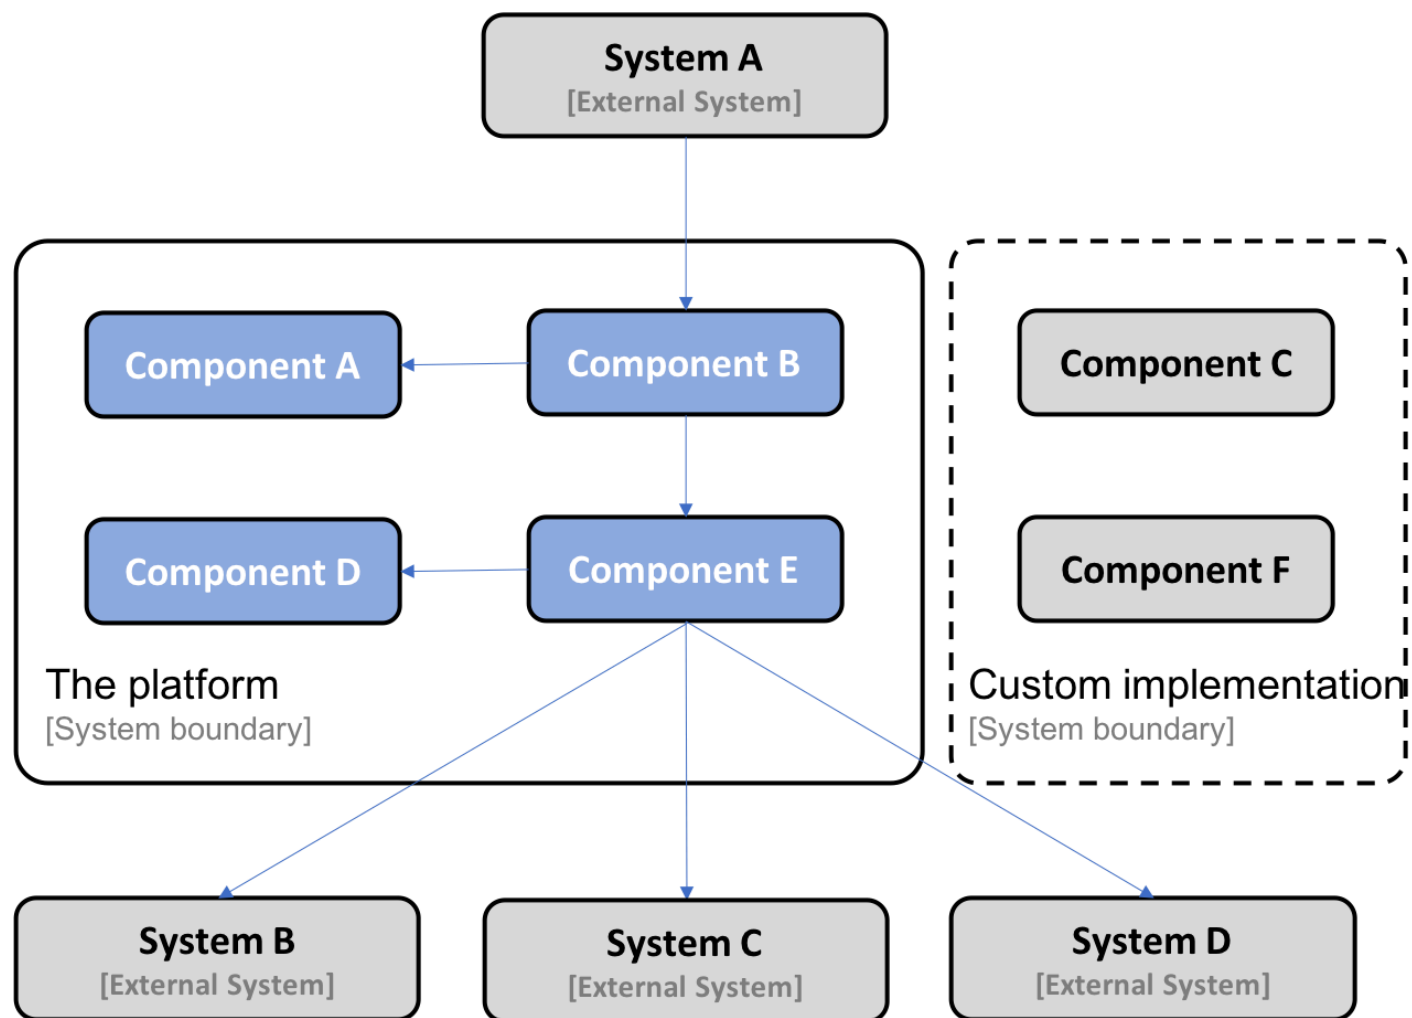 System A
[External System]
Component A
Component B
Component C
Component D
Component E
Component F
The platform
[System boundary]
Custom implementation
[System boundary]
System B
[External System]
System C
[External System]
System D
[External System]